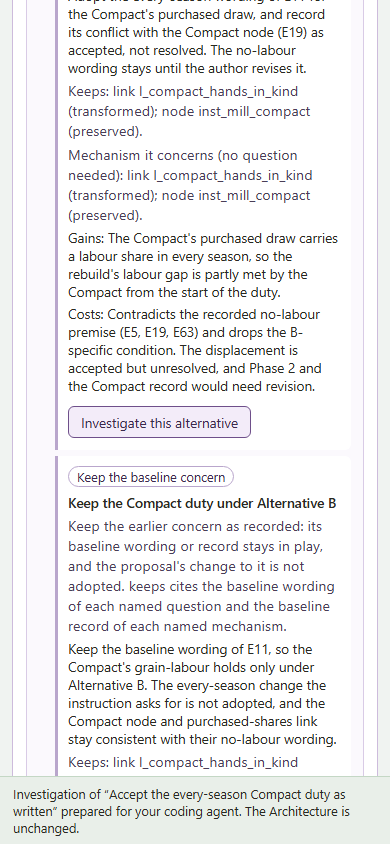 the Compact's purchased draw, and record
its conflict with the Compact node (E19) as
accepted, not resolved. The no-labour
wording stays until the author revises it.
Keeps: link l_compact_hands_in_kind
(transformed); node inst_mill_compact
(preserved).
Mechanism it concerns (no question
needed): link l_compact_hands_in_kind
(transformed); node inst_mill_compact
(preserved).
Gains: The Compact's purchased draw carries
a labour share in every season, so the
rebuild's labour gap is partly met by the
Compact from the start of the duty.
Costs: Contradicts the recorded no-labour
premise (E5, E19, E63) and drops the B-
specific condition. The displacement is
accepted but unresolved, and Phase 2 and
the Compact record would need revision.
Investigate this alternative
Keep the baseline concern
Keep the Compact duty under Alternative B
Keep the earlier concern as recorded: its
baseline wording or record stays in play,
and the proposal's change to it is not
adopted. keeps cites the baseline wording
of each named question and the baseline
record of each named mechanism.
Keep the baseline wording of E11, so the
Compact's grain-labour holds only under
Alternative B. The every-season change the
instruction asks for is not adopted, and the
Compact node and purchased-shares link
stay consistent with their no-labour wording.
Keeps: link l_compact_hands_in_kind
Investigation of “Accept the every-season Compact duty as
written” prepared for your coding agent. The Architecture is
unchanged.